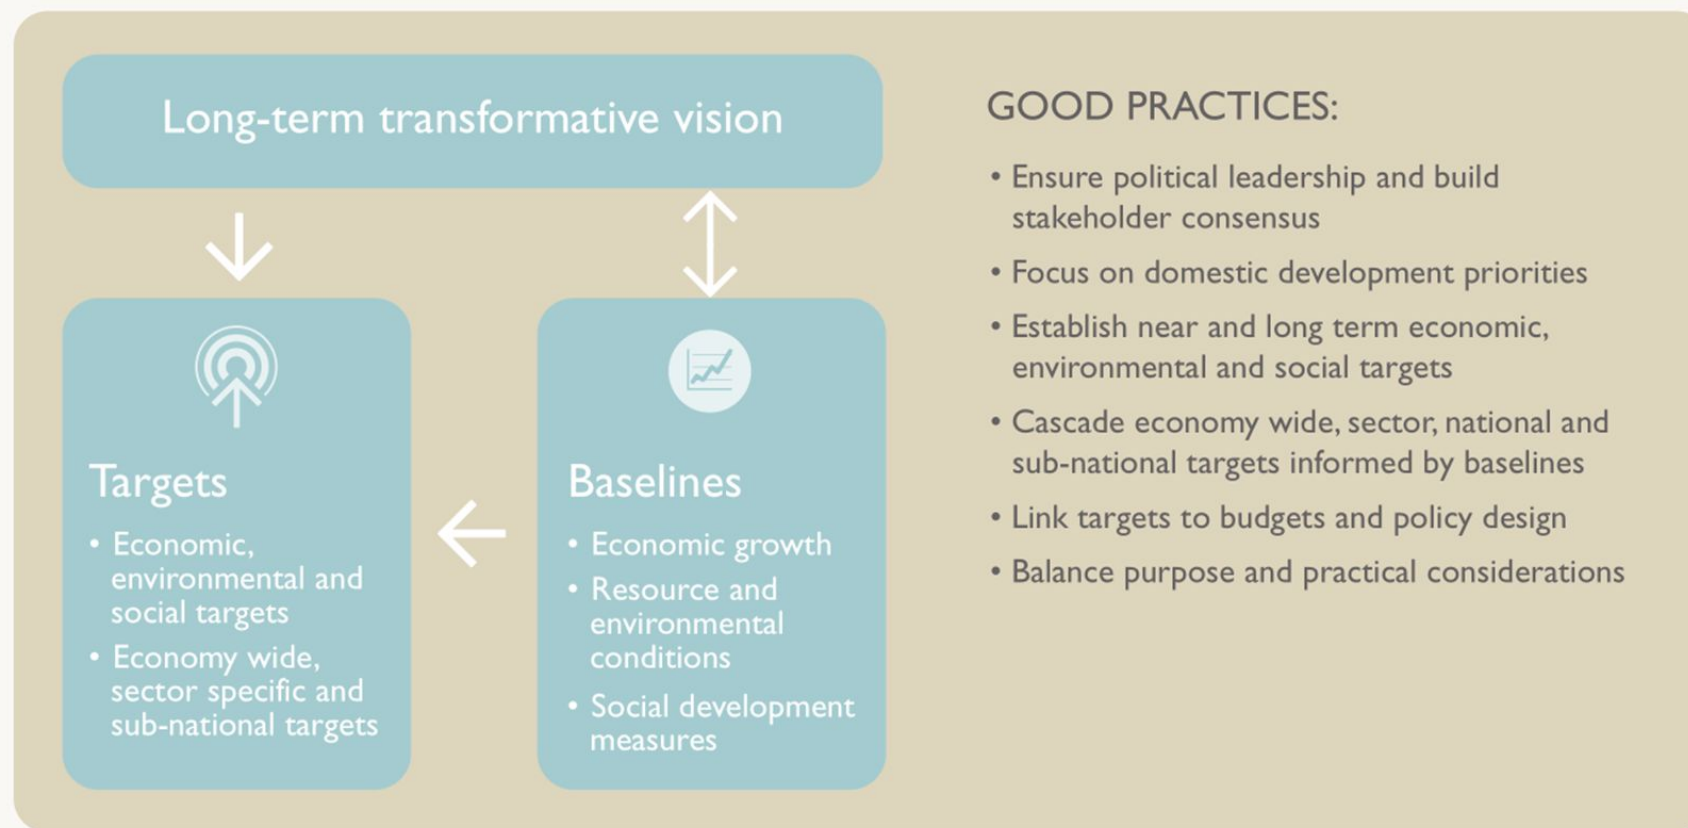 Long-term transformative vision
Targets
• Economic,
environmental and
social targets
• Economy wide,
sector specific and
sub-national targets
Baselines
• Economic growth
• Resource and
environmental
conditions
• Social development
measures
GOOD PRACTICES:
• Ensure political leadership and build
stakeholder consensus
• Focus on domestic development priorities
• Establish near and long term economic,
environmental and social targets
• Cascade economy wide, sector, national and
sub-national targets informed by baselines
• Link targets to budgets and policy design
• Balance purpose and practical considerations